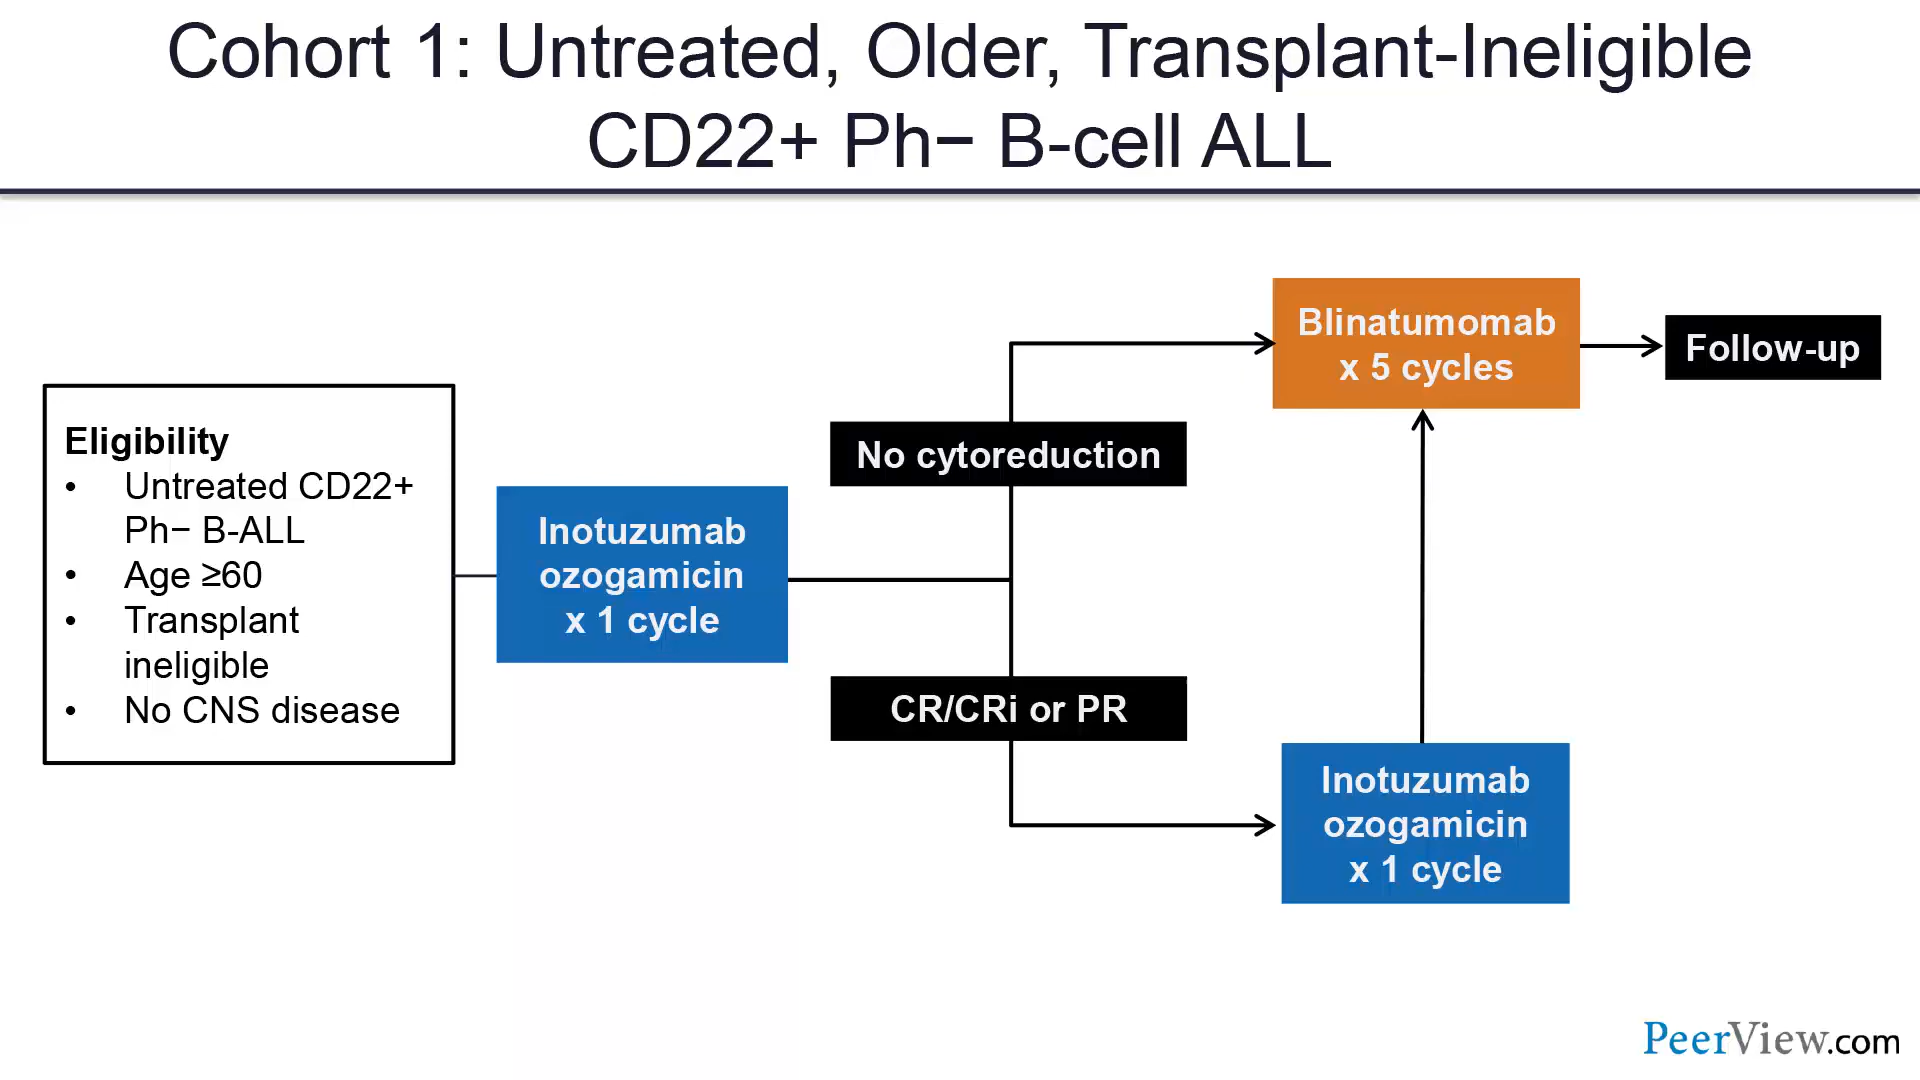 Cohort 1: Untreated, Older, Transplant-Ineligible
CD22+ Ph− B-cell ALL
Eligibility
• Untreated CD22+
Ph− B-ALL
• Age ≥60
• Transplant
ineligible
• No CNS disease
Inotuzumab
ozogamicin
x 1 cycle
No cytoreduction
CR/CRi or PR
Blinatumomab
x 5 cycles
Follow-up
Inotuzumab
ozogamicin
x 1 cycle
PeerView.com